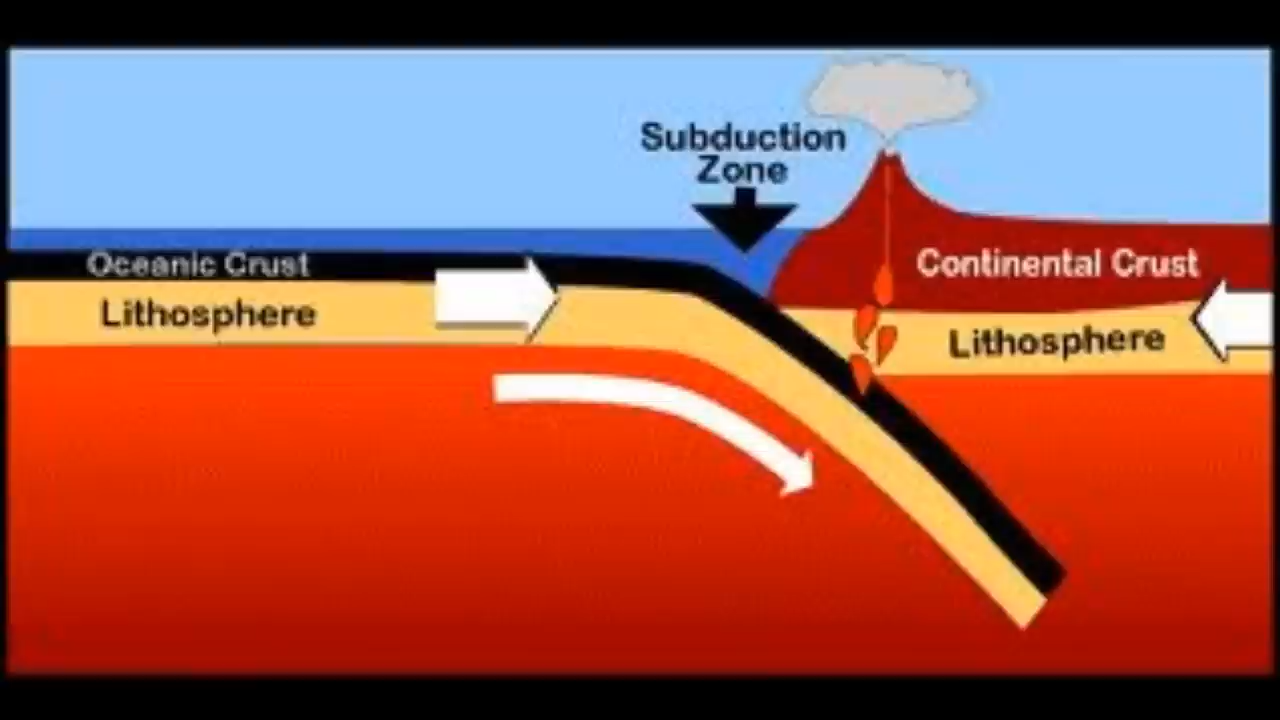 Subduction
Zone
Oceanic Crust
Continental Crust
Lithosphere
Lithosphere